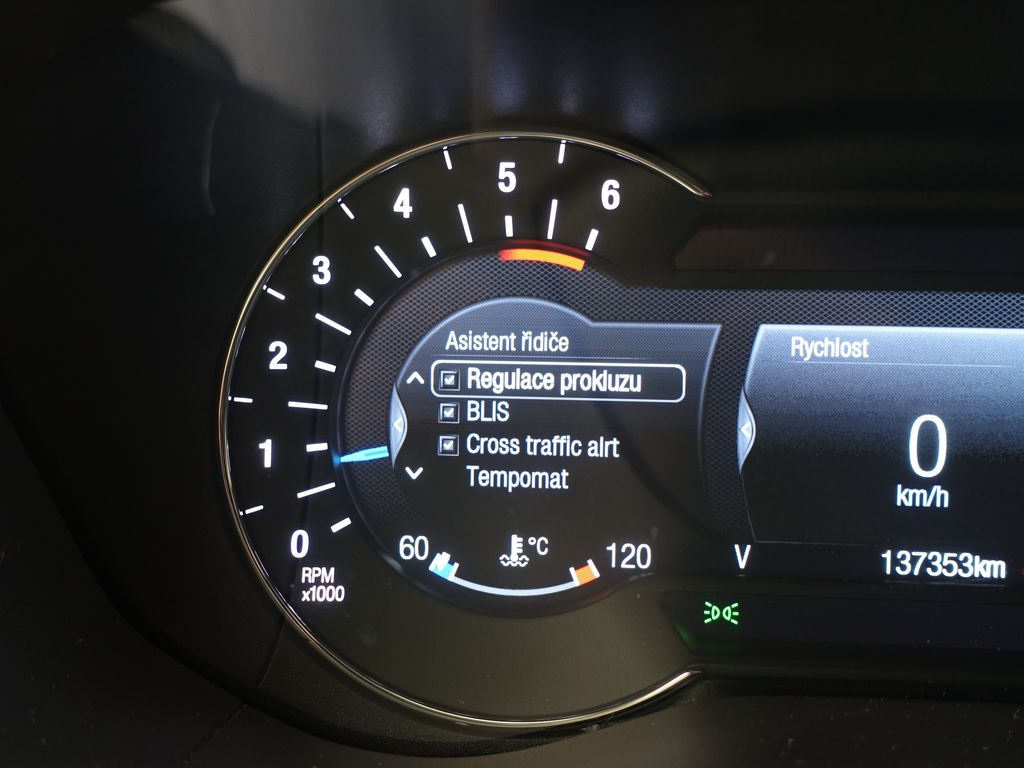 6
5
4
3
2
1
0
RPM
x1000
Asistent řidiče
Regulace prokluzu
BLIS
Cross traffic alrt
Tempomat
60 °C 120
Rychlost
0
km/h
V 137353km